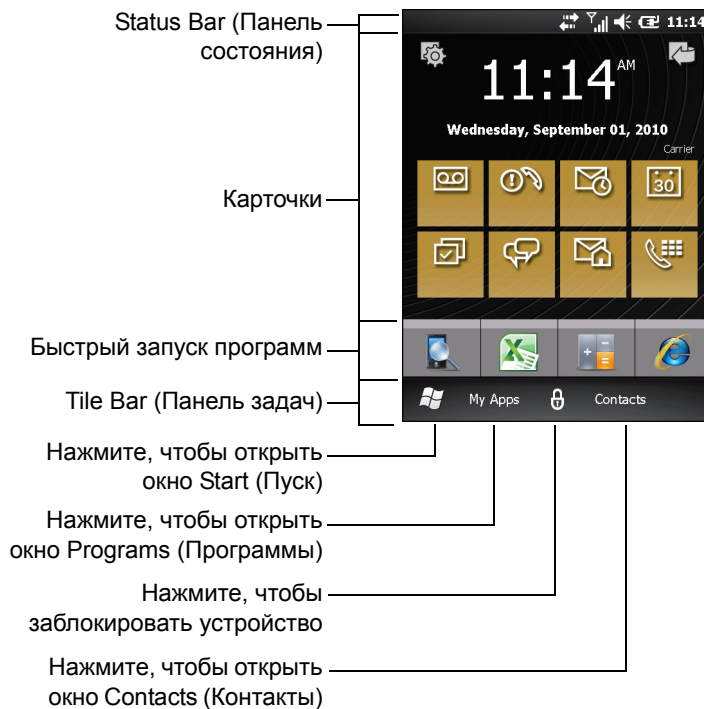 Status Bar (Панель
состояния)
11:14
11:14 AM
Wednesday, September 01, 2010
Carrier
30
Карточки
Быстрый запуск программ
Tile Bar (Панель задач)
My Apps
Contacts
Нажмите, чтобы открыть
окно Start (Пуск)
Нажмите, чтобы открыть
окно Programs (Программы)
Нажмите, чтобы
заблокировать устройство
Нажмите, чтобы открыть
окно Contacts (Контакты)